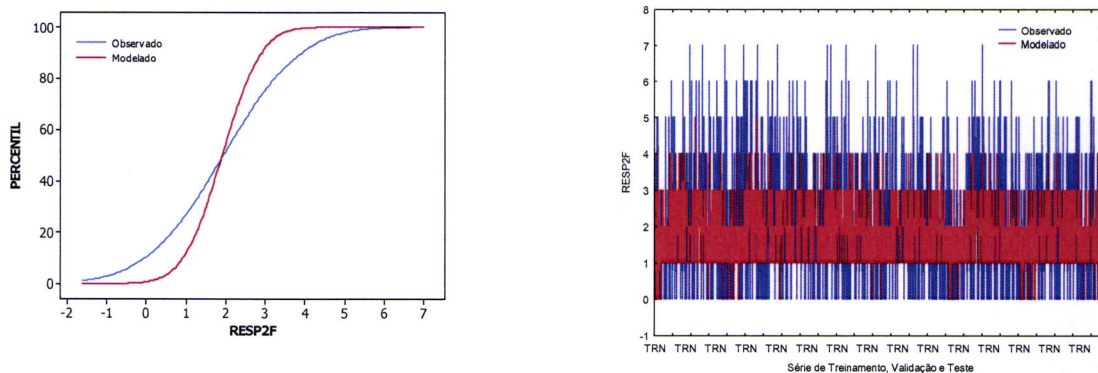 100
80
60
40
20
0
PERCENTIL
Observado
Modelado
-2 -1 0 1 2 3 4 5 6 7
RESP2F
8
7
6
5
4
3
2
1
0
-1
RESP2F
Observado
Modelado
TRN TRN TRN TRN TRN TRN TRN TRN TRN TRN TRN TRN TRN TRN
Série de Treinamento, Validação e Teste